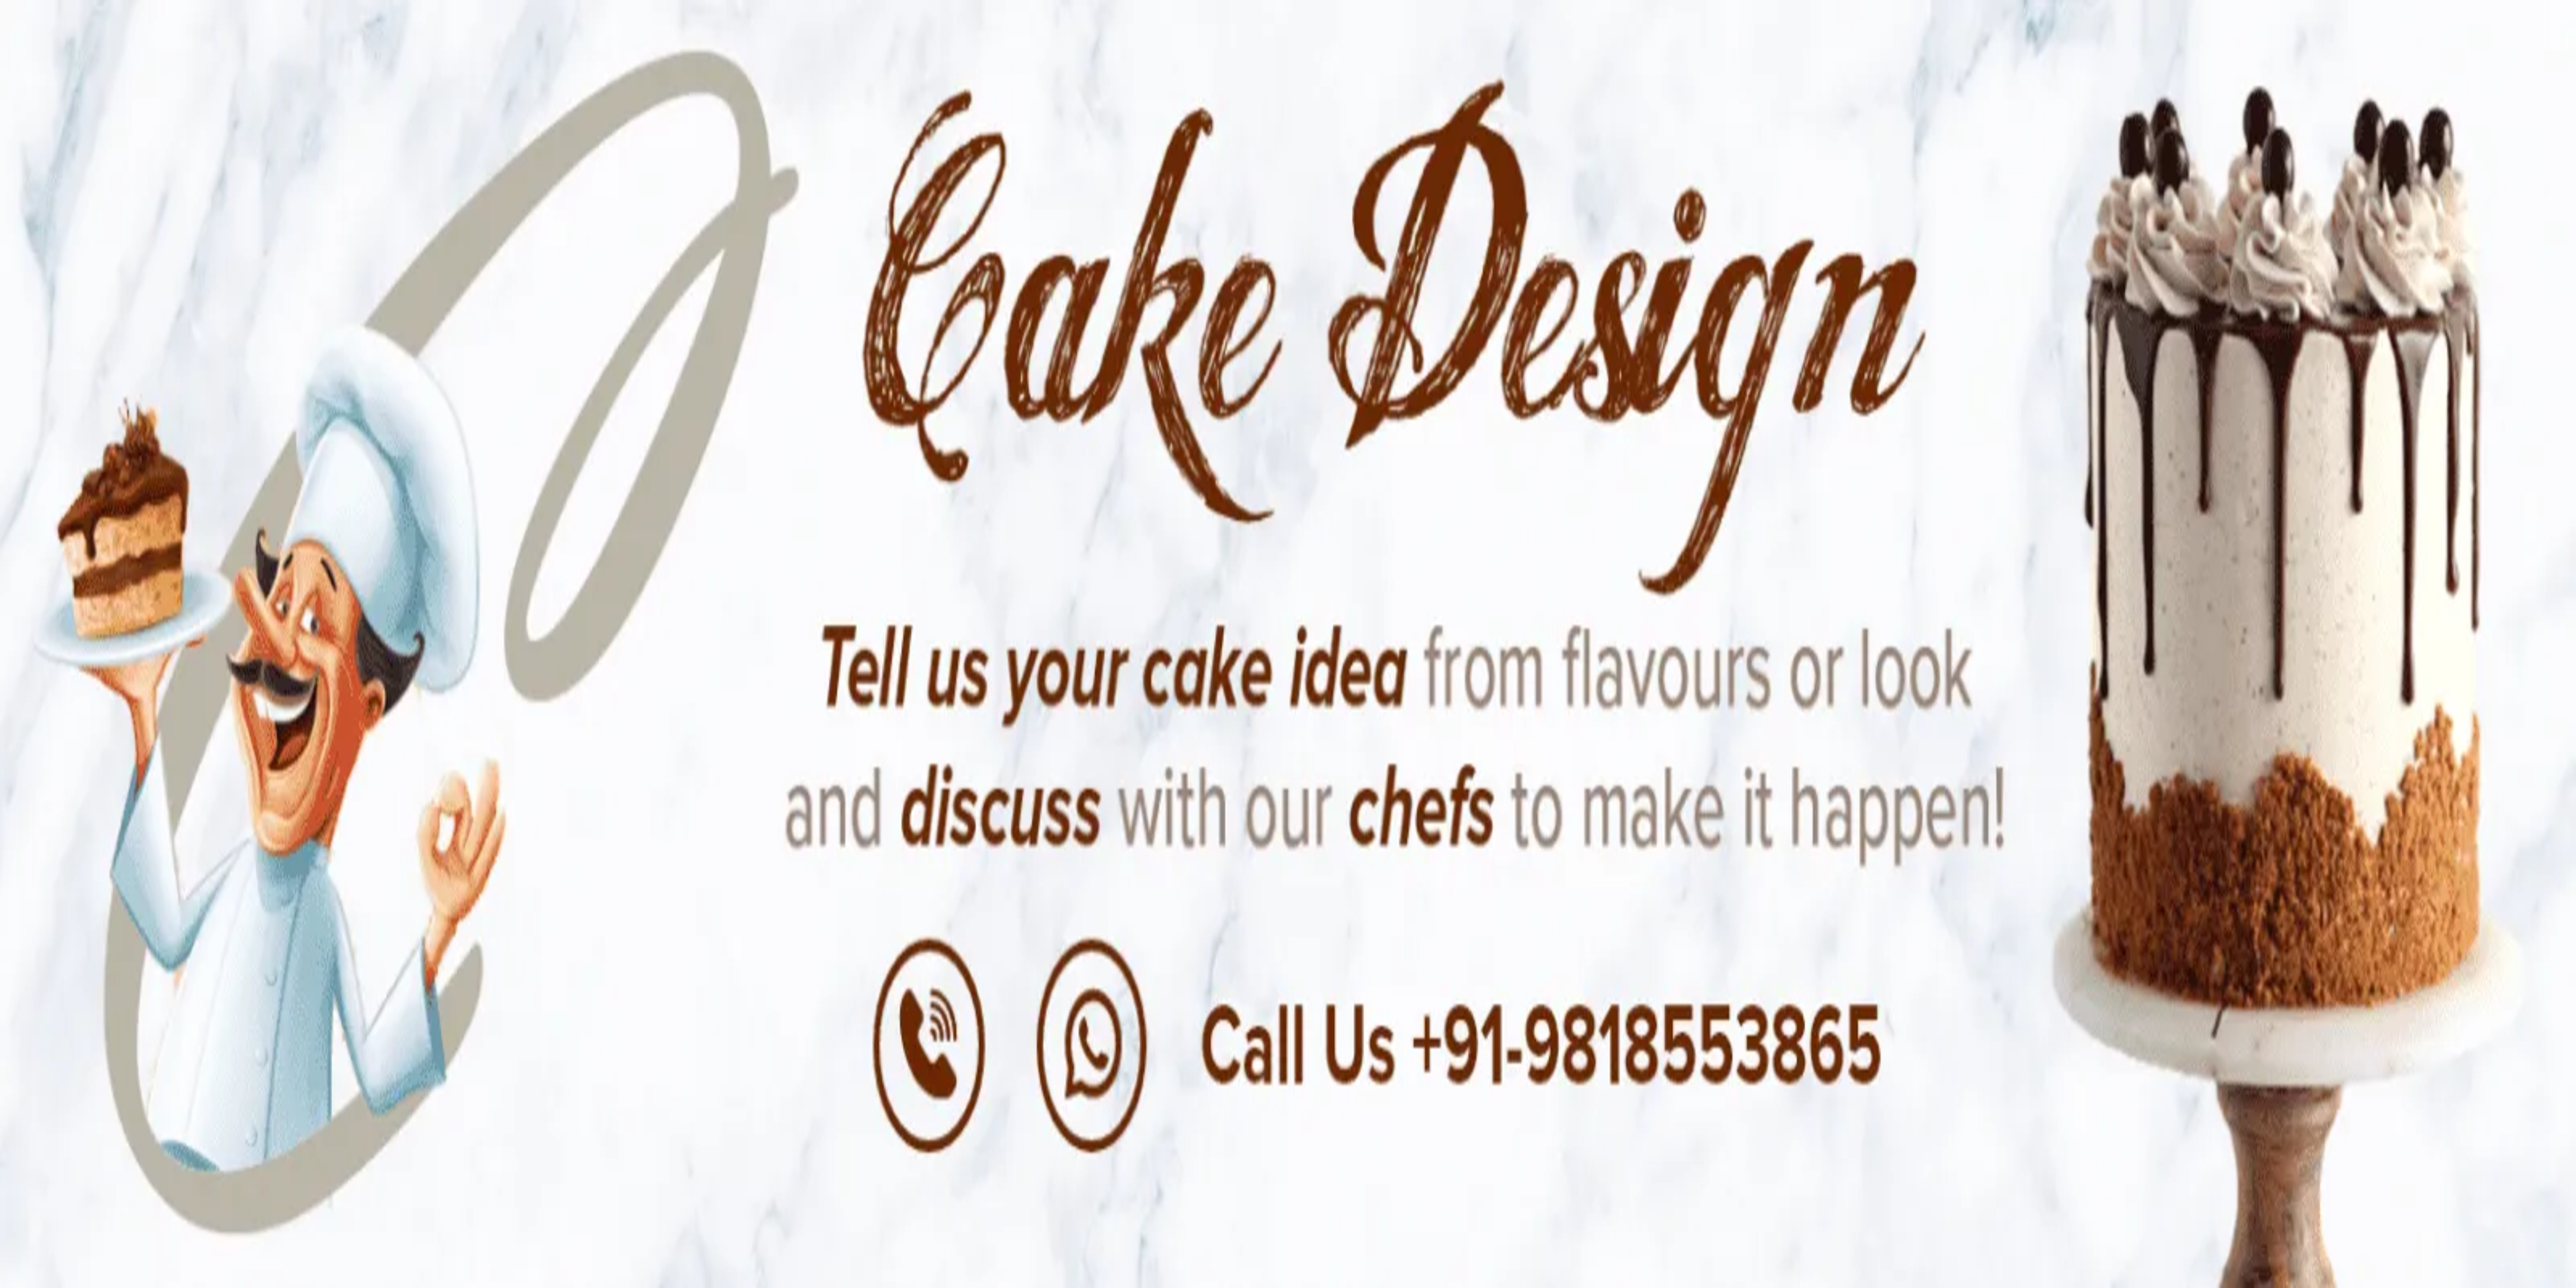 Cake Design
Tell us your cake idea from flavours or look
and discuss with our chefs to make it happen!
Call Us +91-9818553865